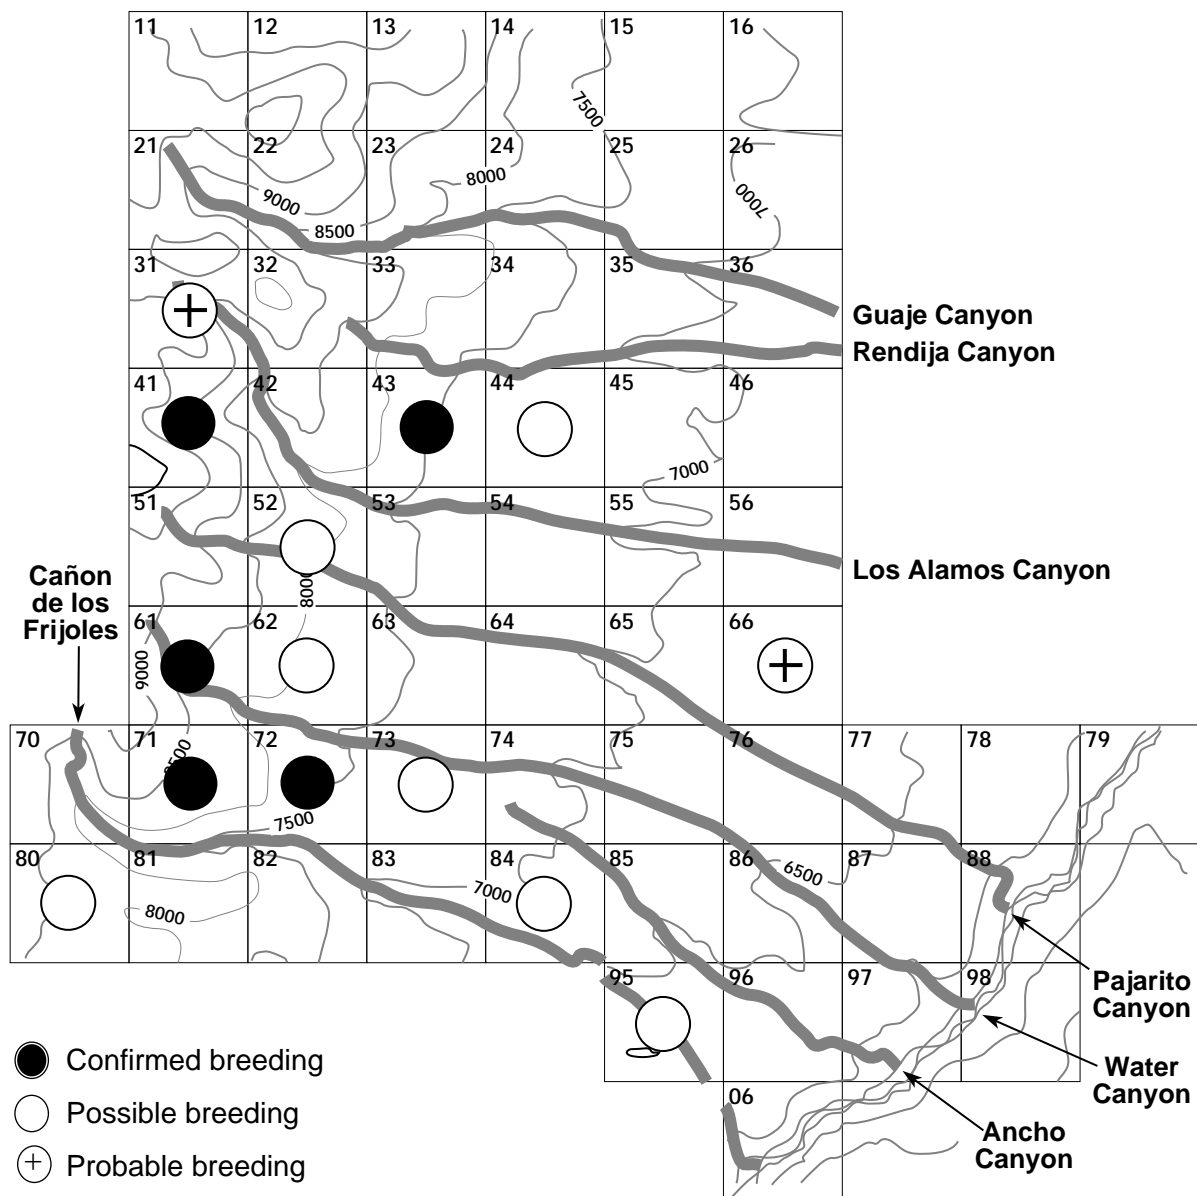 11 12 13 14 15 16
7500
21 22 23 24 25 26
8000
9000
7000
8500
31 32 33 34 35 36
Guaje Canyon
Rendija Canyon
41 42 43 44 45 46
7000
51 52 53 54 55 56
Los Alamos Canyon
Cañon
de los
Frijoles
8000
61 62 63 64 65 66
9000
70 71 72 73 74 75 76 77 78 79
8500
7500
80 81 82 83 84 85 86 87 88
6500
7000
8000
95 96 97 98
Pajarito
Canyon
Water
Canyon
06
Ancho
Canyon
Confirmed breeding
Possible breeding
Probable breeding